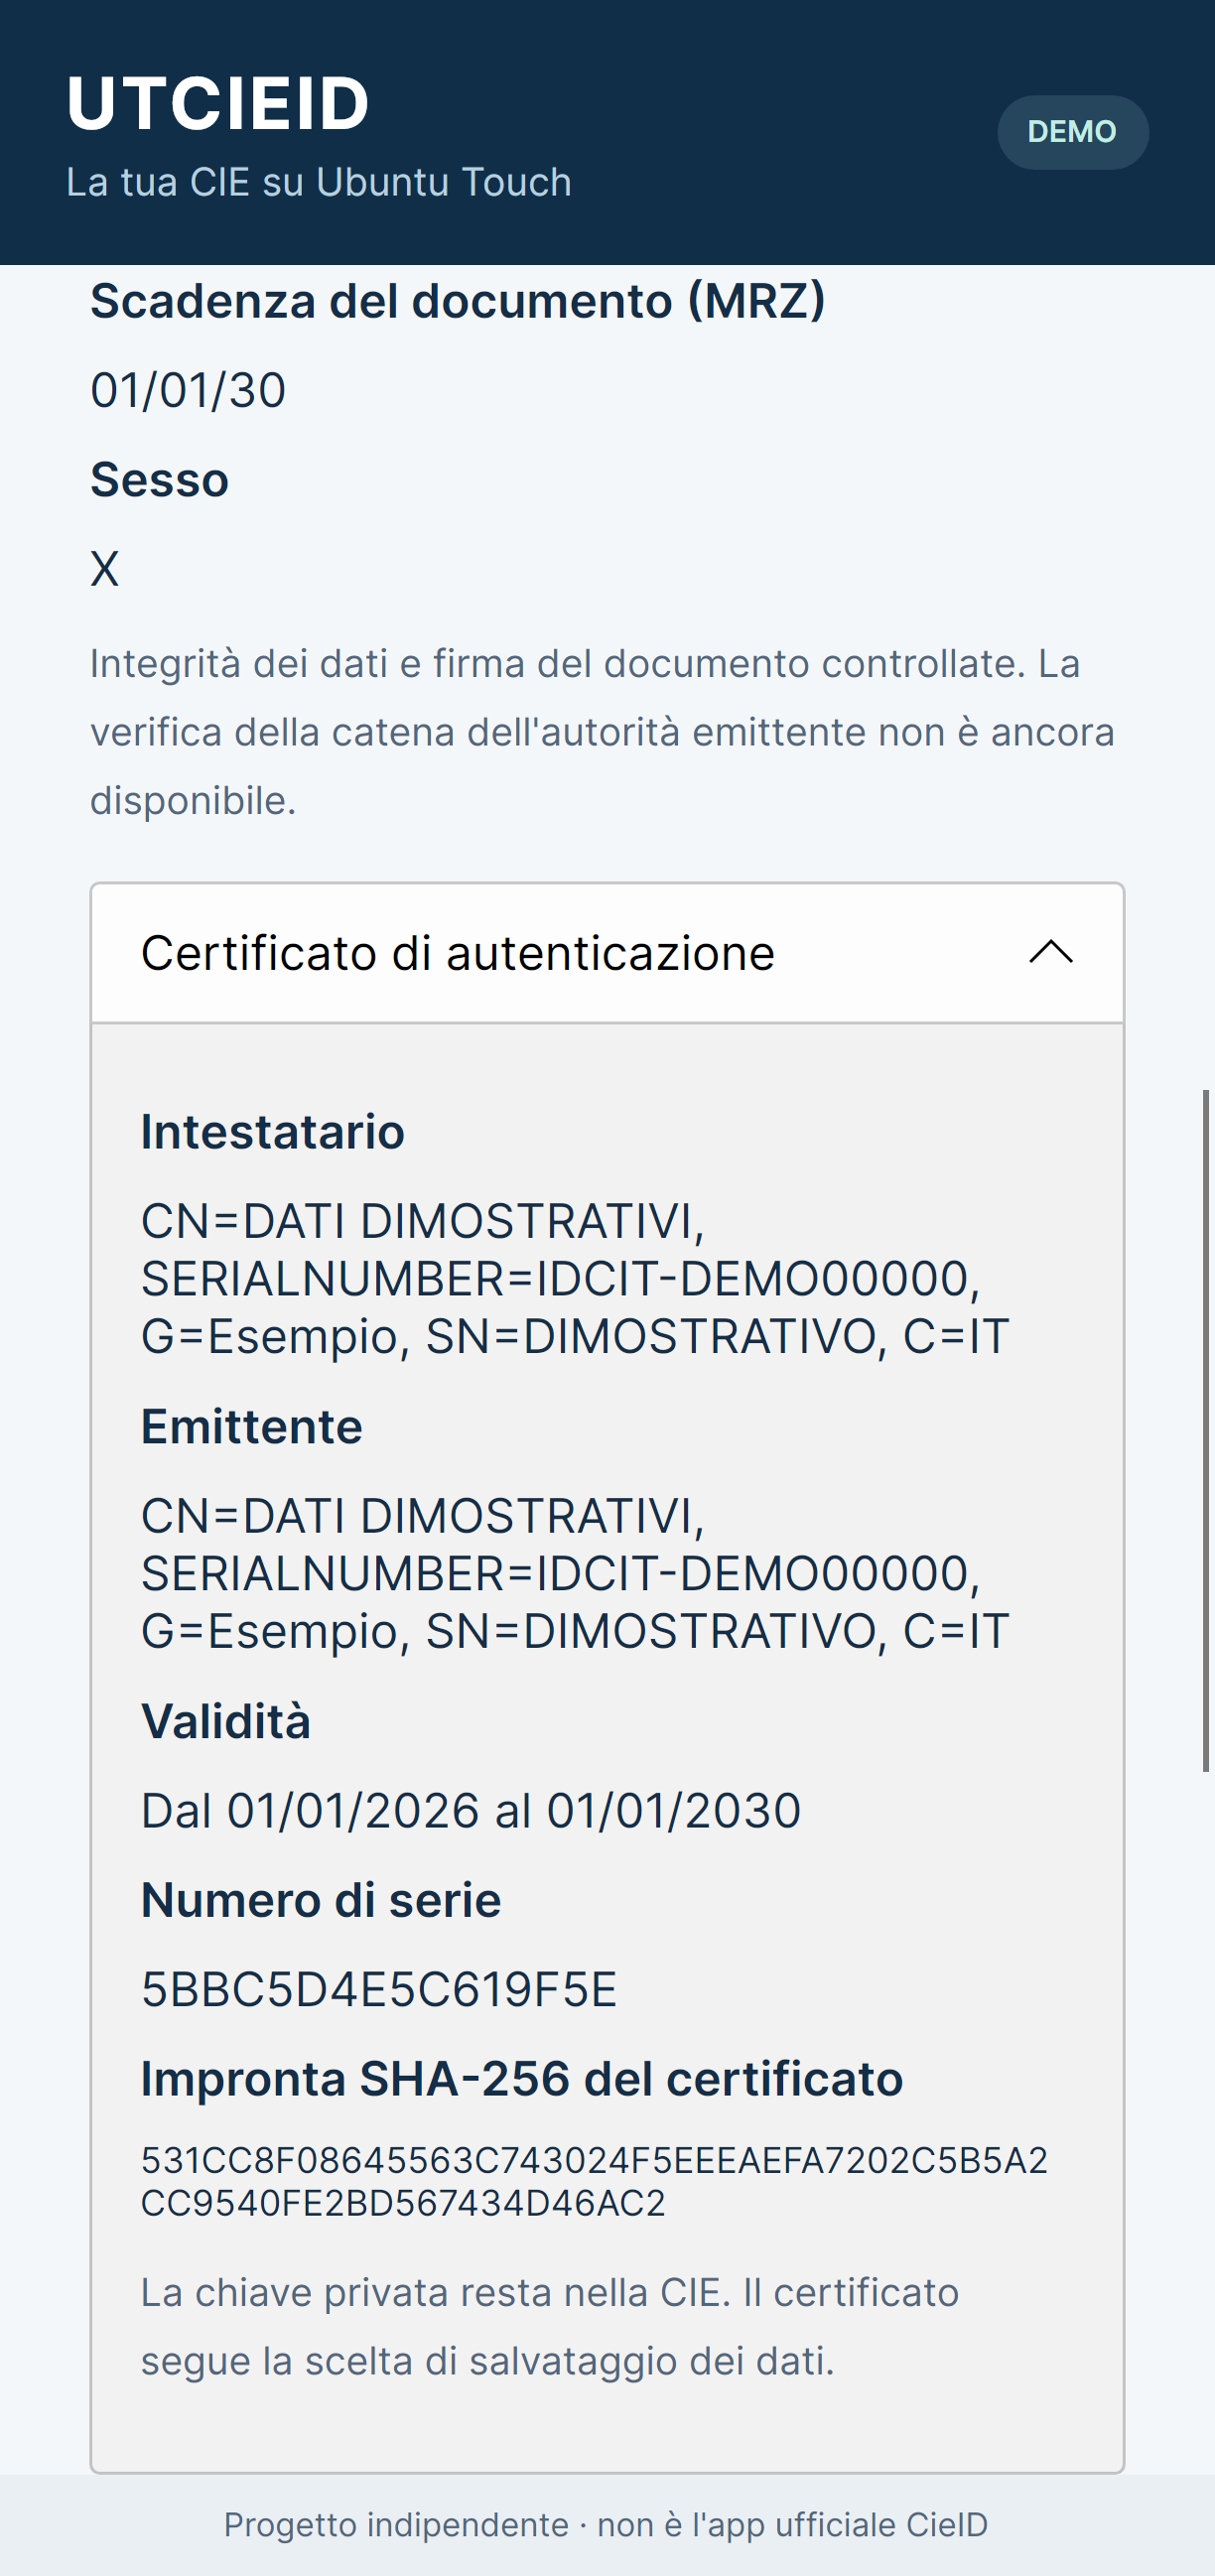 UTCIEID
La tua CIE su Ubuntu Touch
DEMO
Scadenza del documento (MRZ)
01/01/30
Sesso
X
Integrità dei dati e firma del documento controllate. La
verifica della catena dell'autorità emittente non è ancora
disponibile.
Certificato di autenticazione
Intestatario
CN=DATI DIMOSTRATIVI,
SERIALNUMBER=IDCIT-DEMO00000,
G=Esempio, SN=DIMOSTRATIVO, C=IT
Emittente
CN=DATI DIMOSTRATIVI,
SERIALNUMBER=IDCIT-DEMO00000,
G=Esempio, SN=DIMOSTRATIVO, C=IT
Validità
Dal 01/01/2026 al 01/01/2030
Numero di serie
5BBC5D4E5C619F5E
Impronta SHA-256 del certificato
531CC8F08645563C743024F5EEEAEFA7202C5B5A2
CC9540FE2BD567434D46AC2
La chiave privata resta nella CIE. Il certificato
segue la scelta di salvataggio dei dati.
Progetto indipendente · non è l'app ufficiale CieID